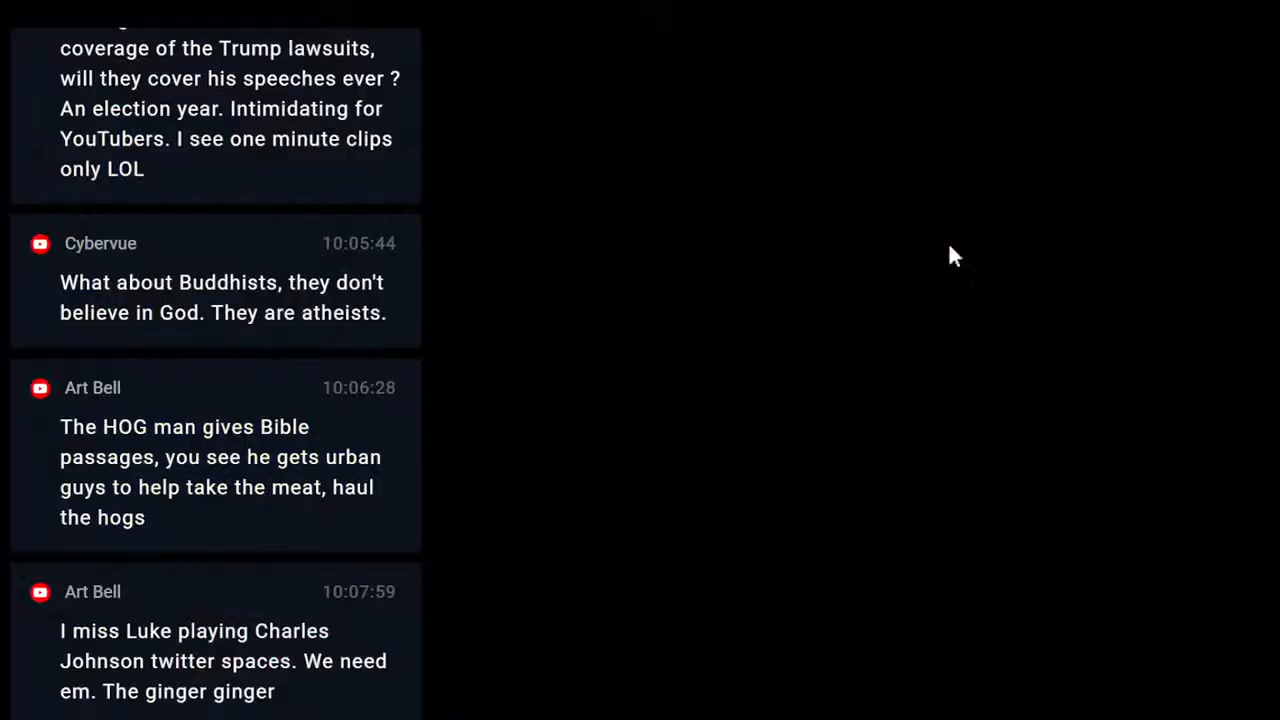 coverage of the Trump lawsuits,
will they cover his speeches ever ?
An election year. Intimidating for
YouTubers. I see one minute clips
only LOL
Cybervue 10:05:44
What about Buddhists, they don't
believe in God. They are atheists.
Art Bell 10:06:28
The HOG man gives Bible
passages, you see he gets urban
guys to help take the meat, haul
the hogs
Art Bell 10:07:59
I miss Luke playing Charles
Johnson twitter spaces. We need
em. The ginger ginger